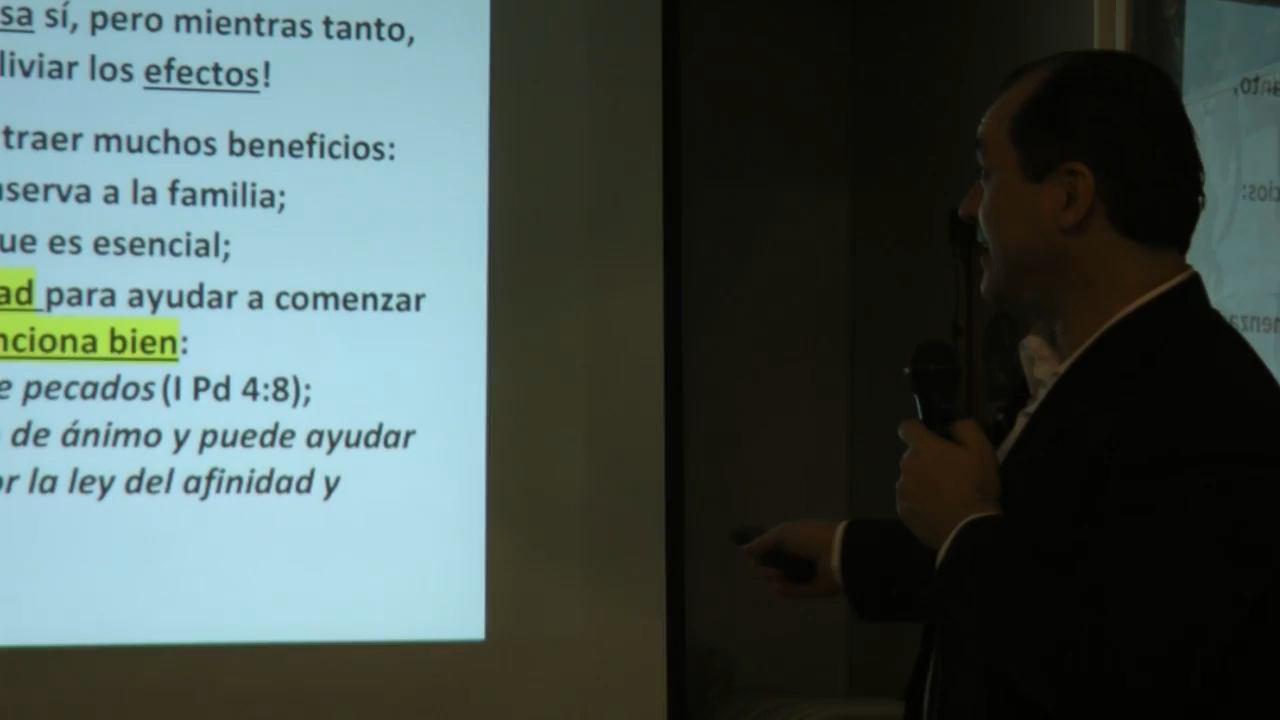 sa sí, pero mientras tanto,
liviar los efectos!
traer muchos beneficios:
serva a la familia;
ue es esencial;
ad para ayudar a comenzar
nciona bien:
e pecados (I Pd 4:8);
de ánimo y puede ayudar
or la ley del afinidad y